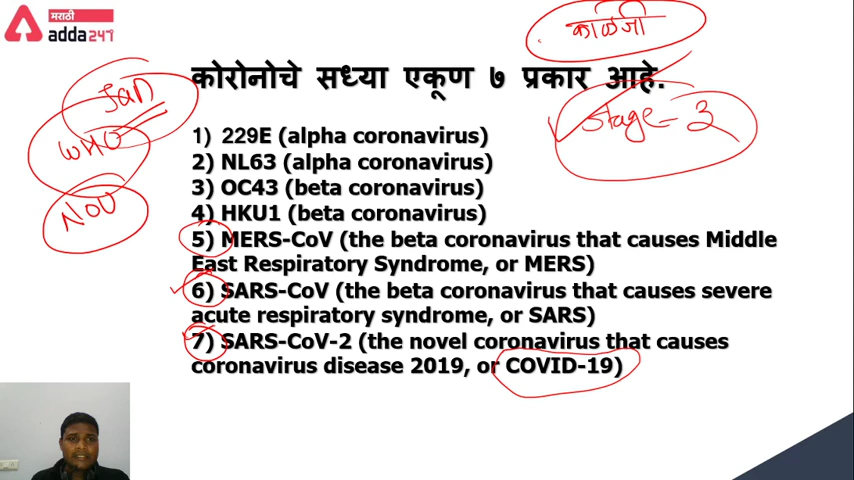 मराठी
adda247
काळजी
कोरोनोचे सध्या एकूण ७ प्रकार आहे.
Jan
Stage - 3
WHO
NOV
1) 229E (alpha coronavirus)
2) NL63 (alpha coronavirus)
3) OC43 (beta coronavirus)
4) HKU1 (beta coronavirus)
5) MERS-CoV (the beta coronavirus that causes Middle
East Respiratory Syndrome, or MERS)
6) SARS-CoV (the beta coronavirus that causes severe
acute respiratory syndrome, or SARS)
7) SARS-CoV-2 (the novel coronavirus that causes
coronavirus disease 2019, or COVID-19)